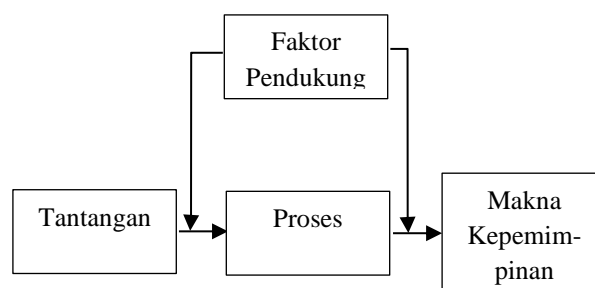 Faktor
Pendukung
Tantangan
Proses
Makna
Kepemim-
pinan